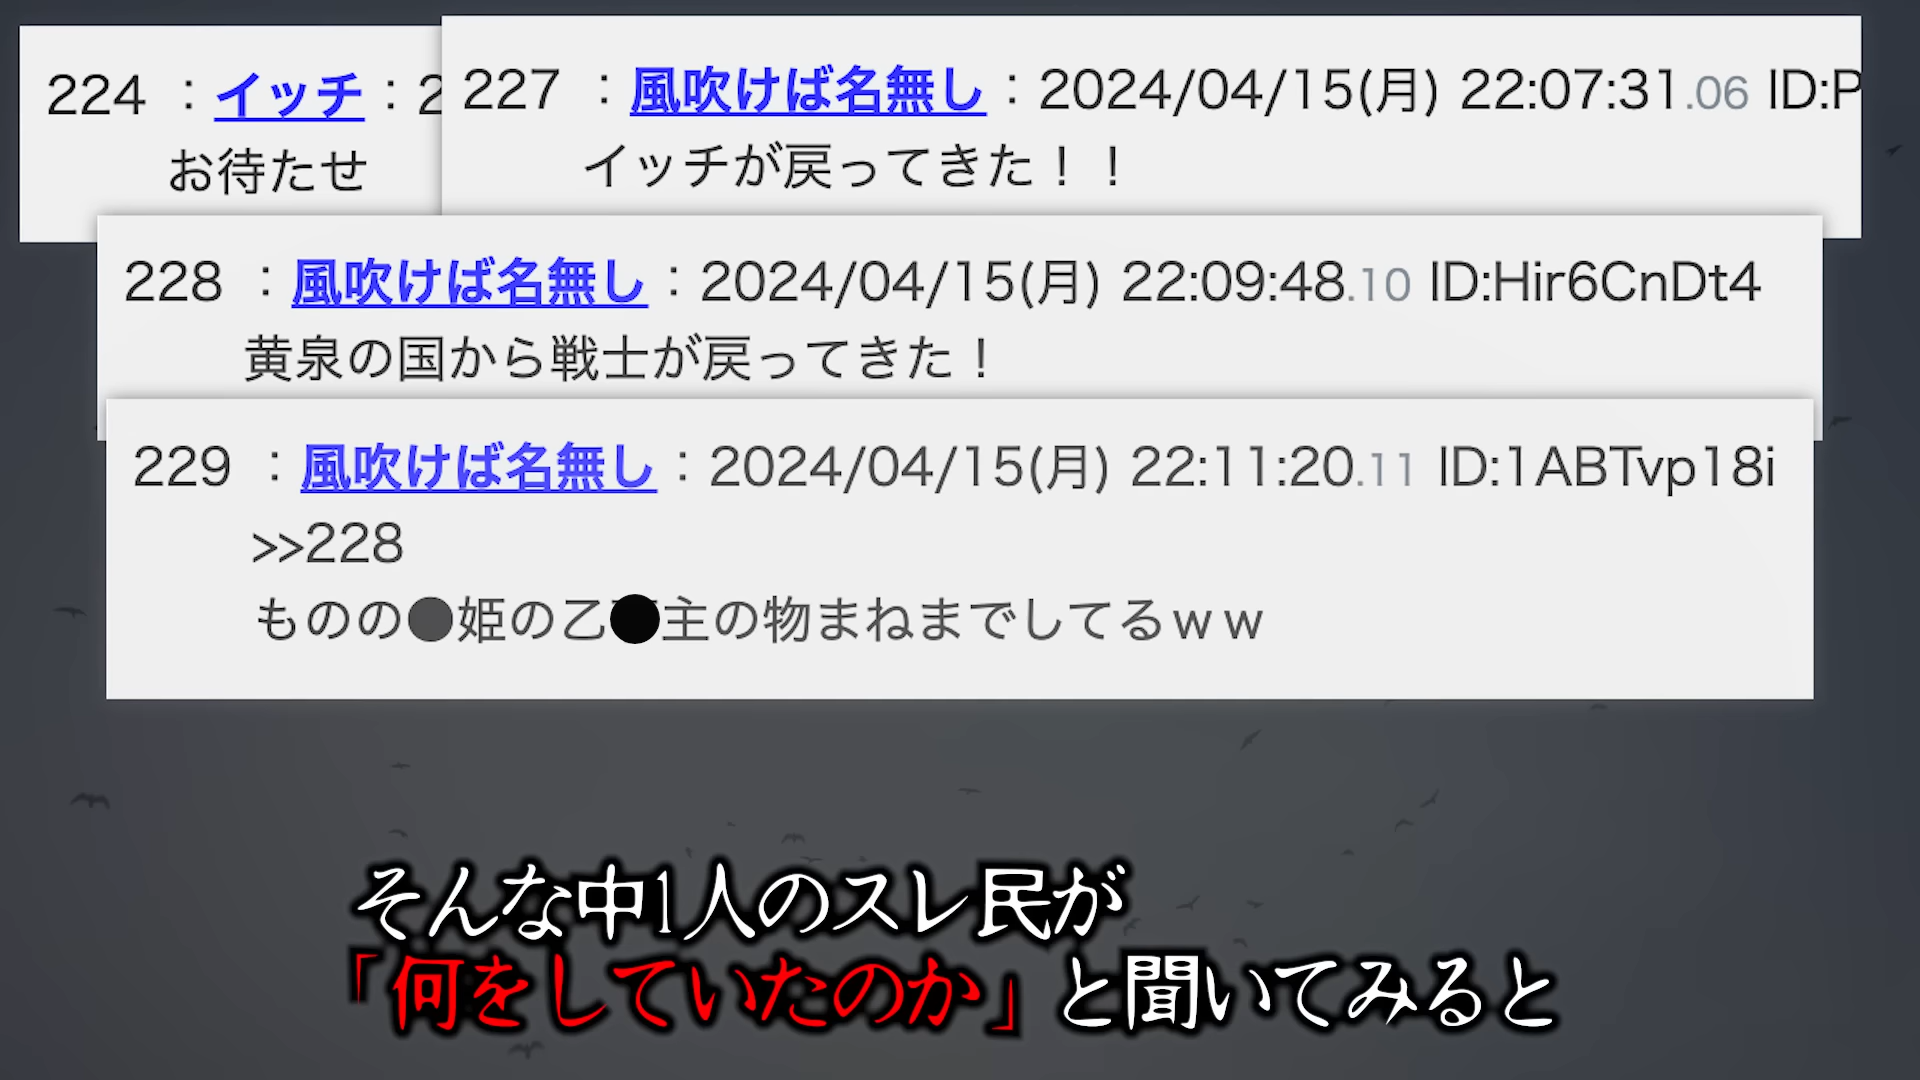 224 ：イッチ：2
お待たせ
227 ：風吹けば名無し：2024/04/15(月) 22:07:31.06 ID:P
イッチが戻ってきた！！
228 ：風吹けば名無し：2024/04/15(月) 22:09:48.10 ID:Hir6CnDt4
黄泉の国から戦士が戻ってきた！
229 ：風吹けば名無し：2024/04/15(月) 22:11:20.11 ID:1ABTvp18i
>>228
ものの●姫の乙●主の物まねまでしてるｗｗ
そんな中1人のスレ民が
「何をしていたのか」と聞いてみると